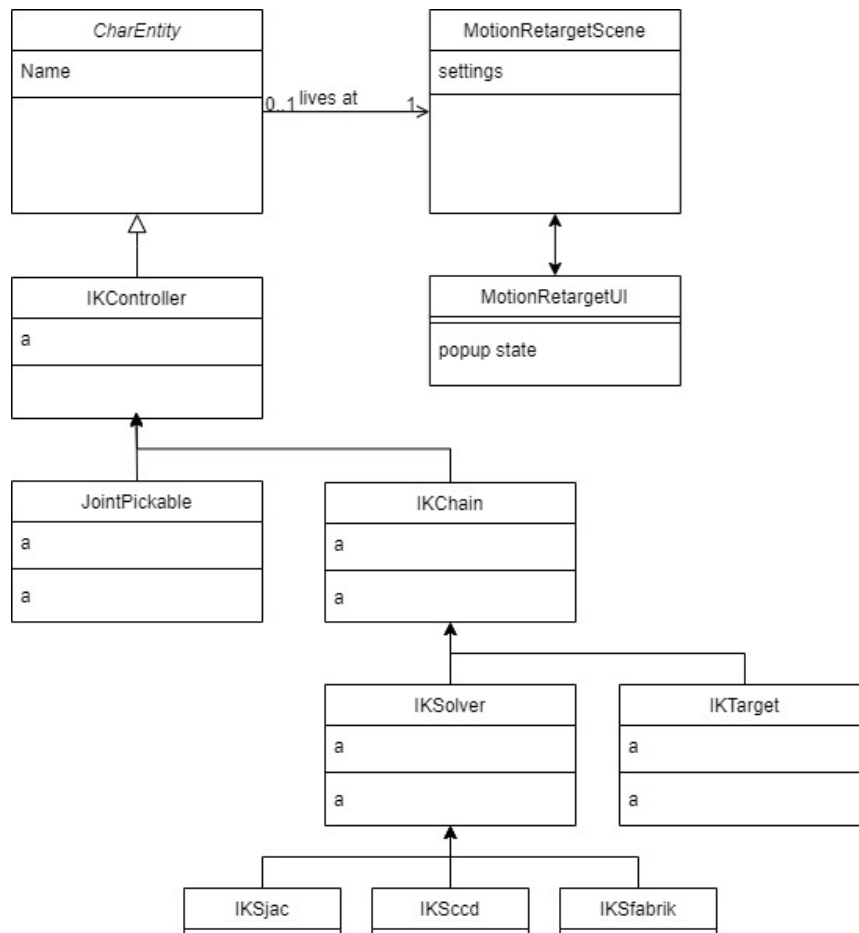 CharEntity
Name
0..1 lives at 1
MotionRetargetScene
settings
MotionRetargetUI
popup state
IKController
a
JointPickable
a
a
IKChain
a
a
IKSolver
a
a
IKTarget
a
a
IKSjac
IKSccd
IKSfabrik